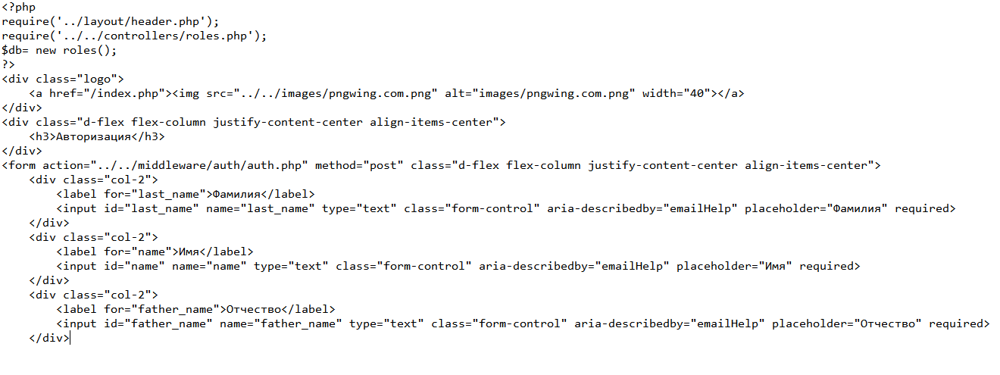 <?php
require('../layout/header.php');
require('../../controllers/roles.php');
$db= new roles();
?>
<div class="logo">
    <a href="/index.php"><img src="../../images/pngwing.com.png" alt="images/pngwing.com.png" width="40"></a>
</div>
<div class="d-flex flex-column justify-content-center align-items-center">
    <h3>Авторизация</h3>
</div>
<form action="../../middleware/auth/auth.php" method="post" class="d-flex flex-column justify-content-center align-items-center">
    <div class="col-2">
        <label for="last_name">Фамилия</label>
        <input id="last_name" name="last_name" type="text" class="form-control" aria-describedby="emailHelp" placeholder="Фамилия" required>
    </div>
    <div class="col-2">
        <label for="name">Имя</label>
        <input id="name" name="name" type="text" class="form-control" aria-describedby="emailHelp" placeholder="Имя" required>
    </div>
    <div class="col-2">
        <label for="father_name">Отчество</label>
        <input id="father_name" name="father_name" type="text" class="form-control" aria-describedby="emailHelp" placeholder="Отчество" required>
    </div>